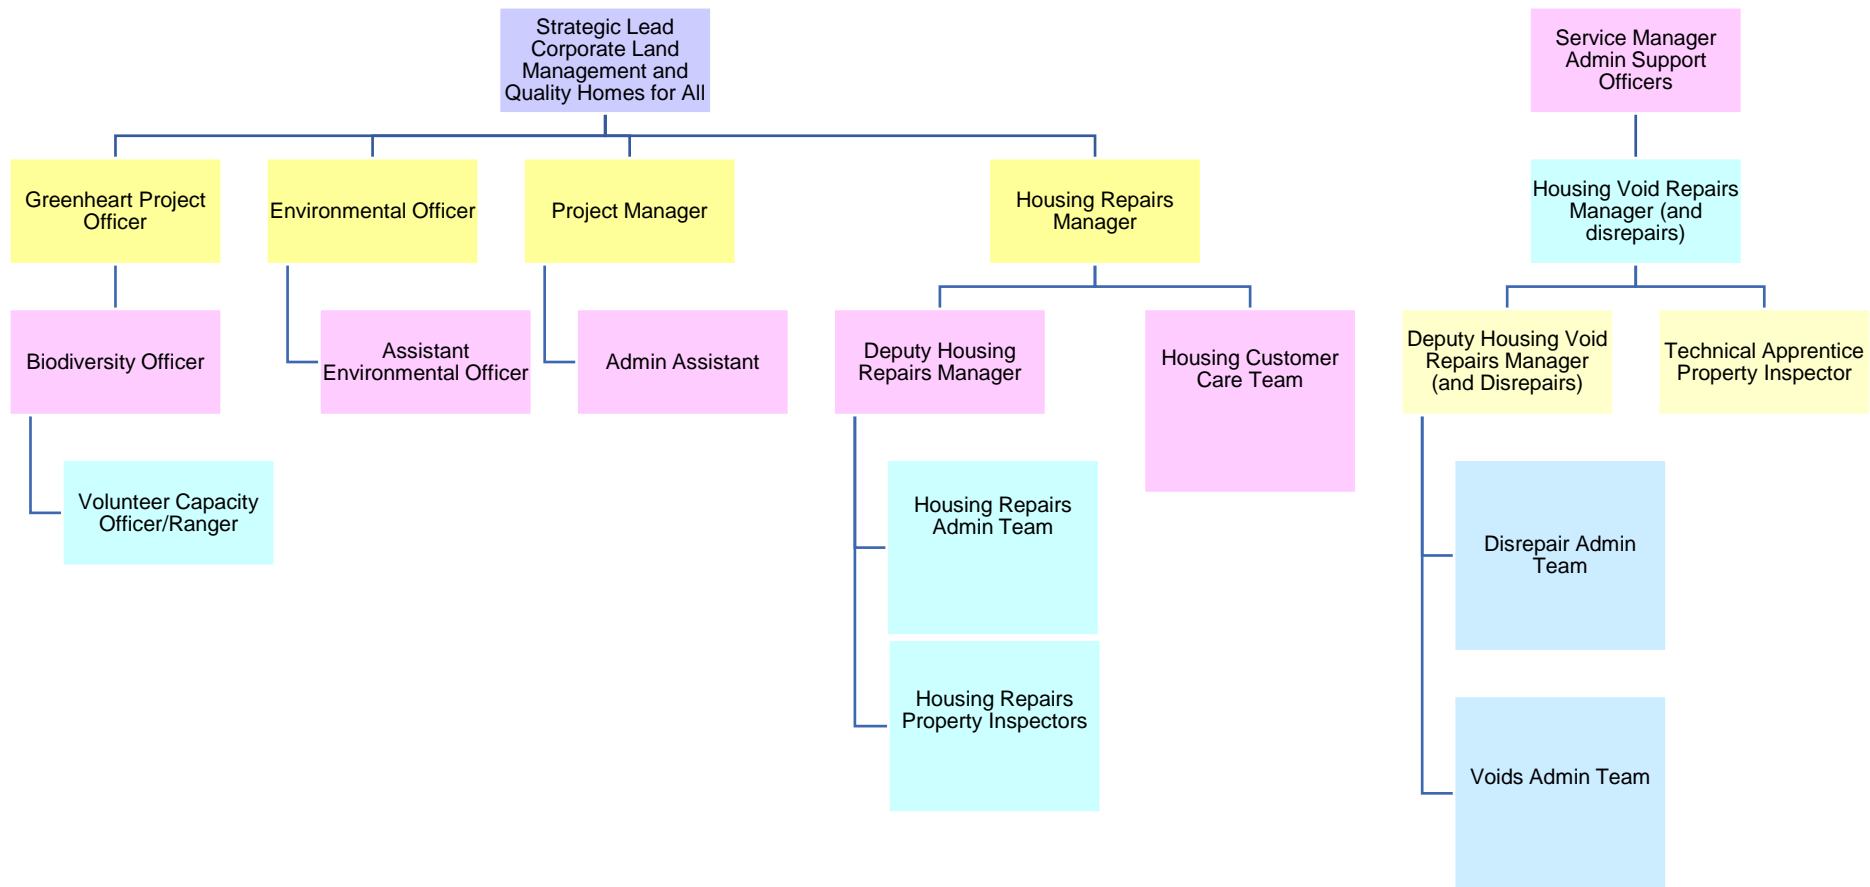 Strategic Lead
Corporate Land
Management and
Quality Homes for All
Service Manager
Admin Support
Officers
Greenheart Project
Officer
Environmental Officer
Project Manager
Housing Repairs
Manager
Housing Void Repairs
Manager (and
disrepairs)
Biodiversity Officer
Assistant
Environmental Officer
Admin Assistant
Deputy Housing
Repairs Manager
Housing Customer
Care Team
Deputy Housing Void
Repairs Manager
(and Disrepairs)
Technical Apprentice
Property Inspector
Volunteer Capacity
Officer/Ranger
Housing Repairs
Admin Team
Disrepair Admin
Team
Housing Repairs
Property Inspectors
Voids Admin Team